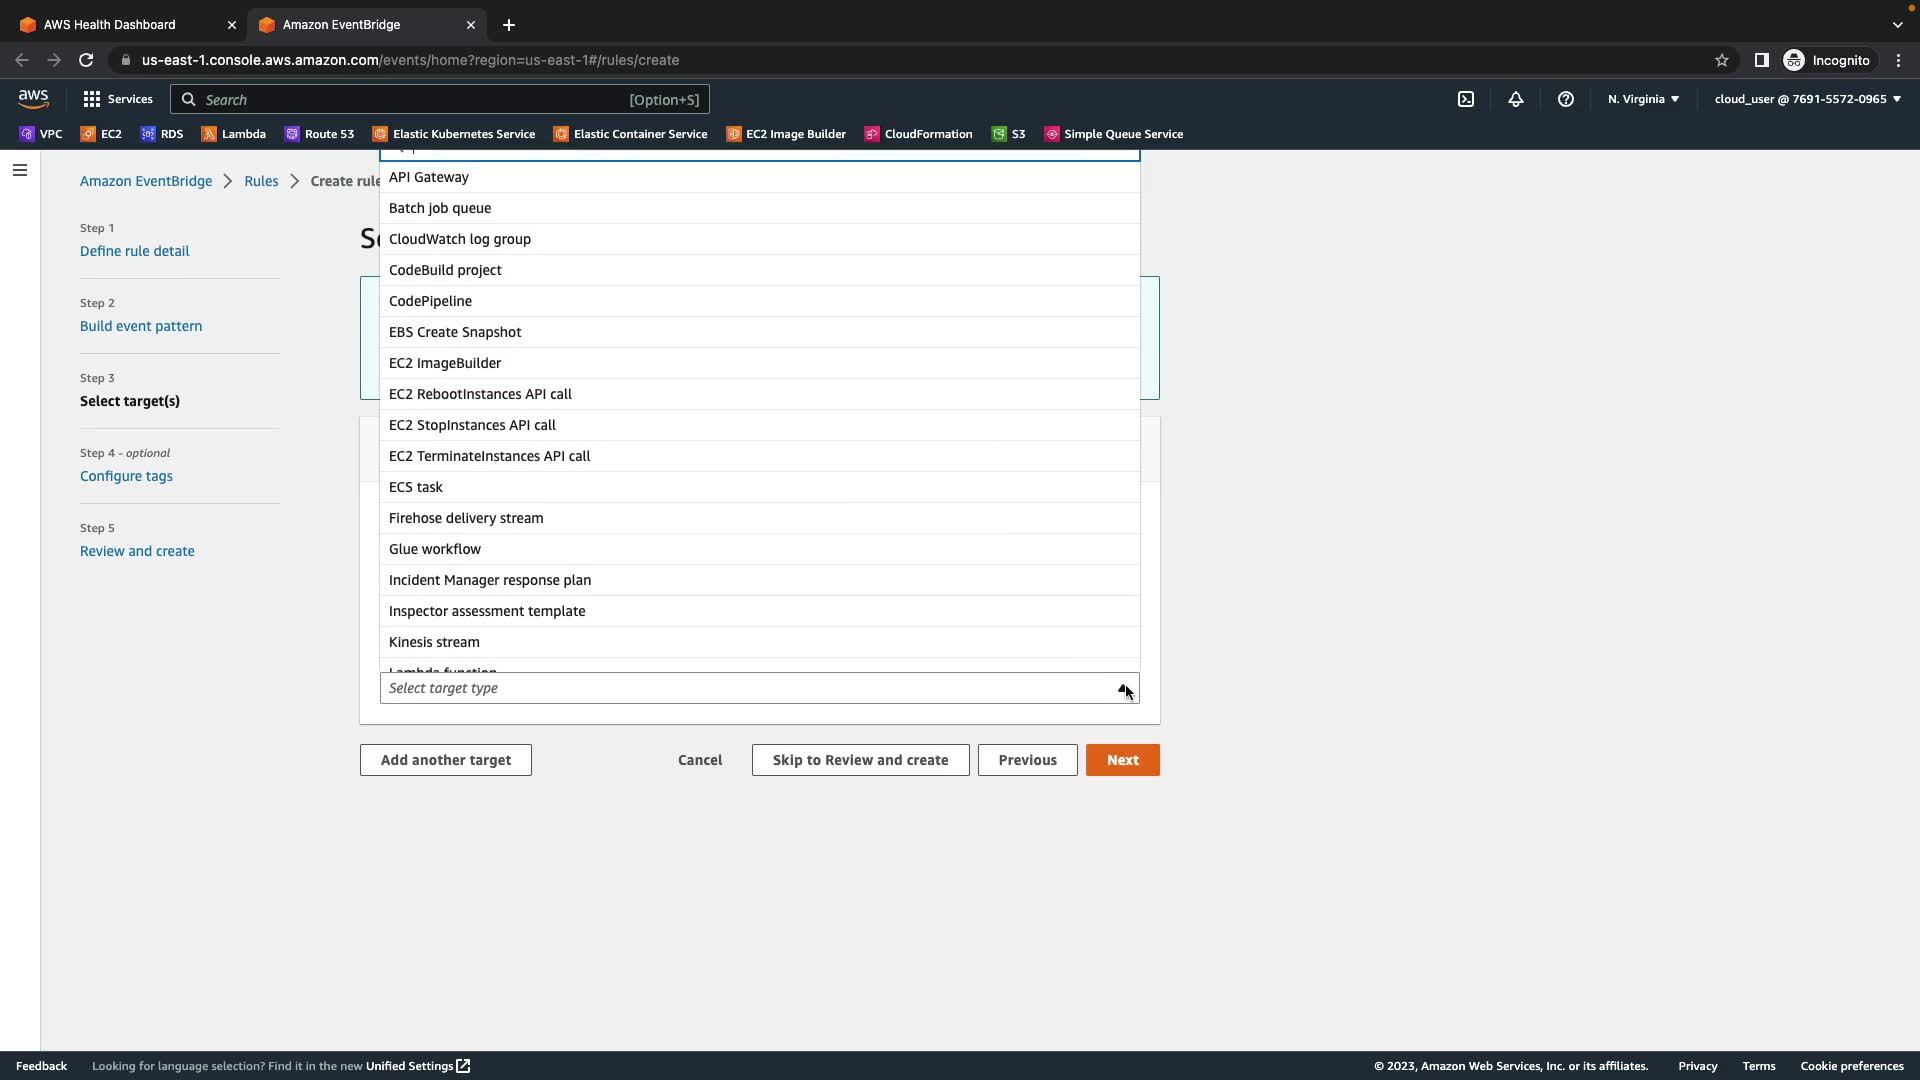 AWS Health Dashboard
Amazon EventBridge
us-east-1.console.aws.amazon.com/events/home?region=us-east-1#/rules/create
Incognito
aws
Services
Search
[Option+S]
N. Virginia
cloud_user @ 7691-5572-0965
VPC
EC2
RDS
Lambda
Route 53
Elastic Kubernetes Service
Elastic Container Service
EC2 Image Builder
CloudFormation
S3
Simple Queue Service
Amazon EventBridge
Rules
Create rule
Step 1
Define rule detail
Step 2
Build event pattern
Step 3
Select target(s)
Step 4 - optional
Configure tags
Step 5
Review and create
API Gateway
Batch job queue
CloudWatch log group
CodeBuild project
CodePipeline
EBS Create Snapshot
EC2 ImageBuilder
EC2 RebootInstances API call
EC2 StopInstances API call
EC2 TerminateInstances API call
ECS task
Firehose delivery stream
Glue workflow
Incident Manager response plan
Inspector assessment template
Kinesis stream
Lambda function
Select target type
Add another target
Cancel
Skip to Review and create
Previous
Next
Feedback
Looking for language selection? Find it in the new Unified Settings
© 2023, Amazon Web Services, Inc. or its affiliates.
Privacy
Terms
Cookie preferences